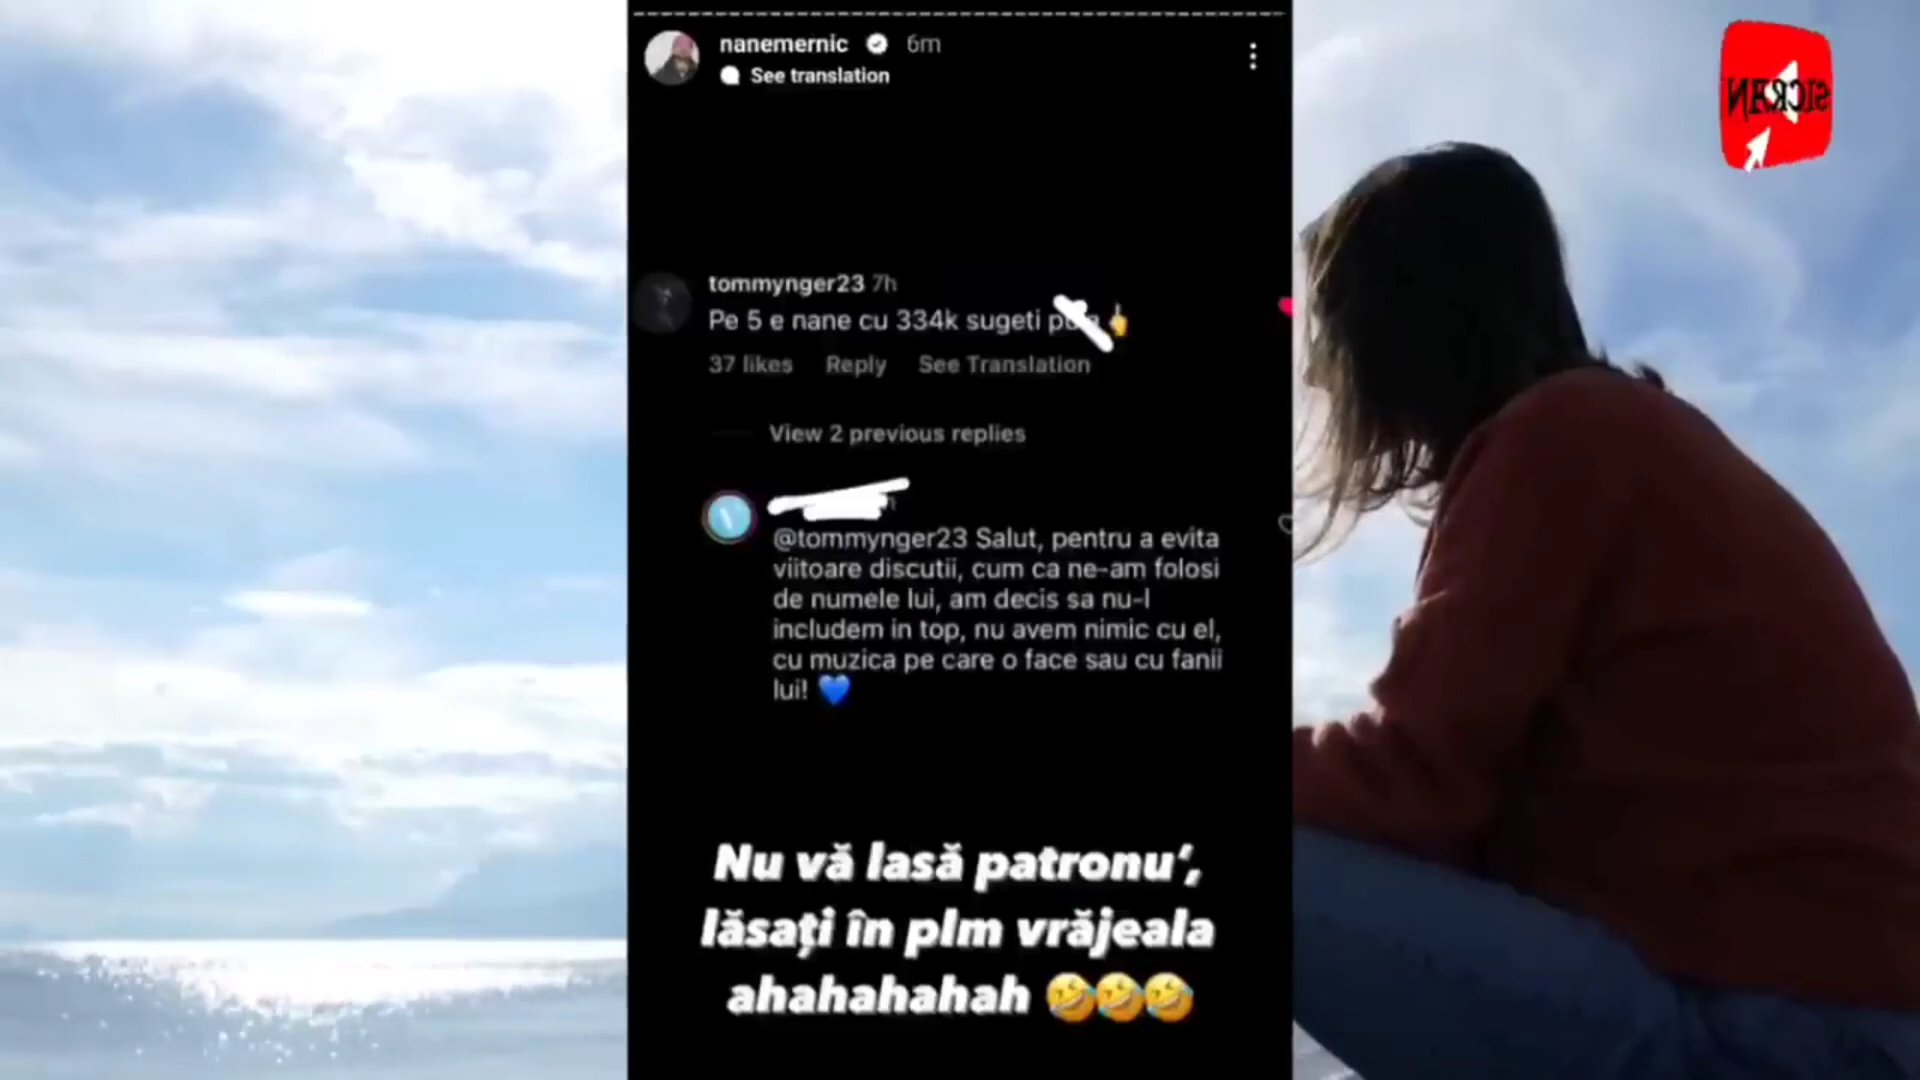 nanemernic 6m
See translation
SICRAN
tommynger23 7h
Pe 5 e nane cu 334k sugeti 🖕
37 likes Reply See Translation
View 2 previous replies
@tommynger23 Salut, pentru a evita
viitoare discutii, cum ca ne-am folosi
de numele lui, am decis sa nu-l
includem in top, nu avem nimic cu el,
cu muzica pe care o face sau cu fanii
lui! 💙
Nu vă lasă patronu’,
lăsați în plm vrăjeala
ahahahahah 🤣🤣🤣